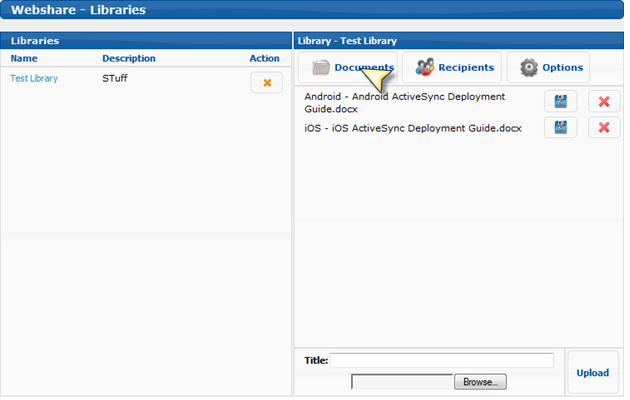 Webshare - Libraries
Libraries
Name Description Action
Test Library STuff
Library - Test Library
Documents Recipients Options
Android - Android ActiveSync Deployment
Guide.docx
iOS - iOS ActiveSync Deployment Guide.docx
Title:
Browse...
Upload